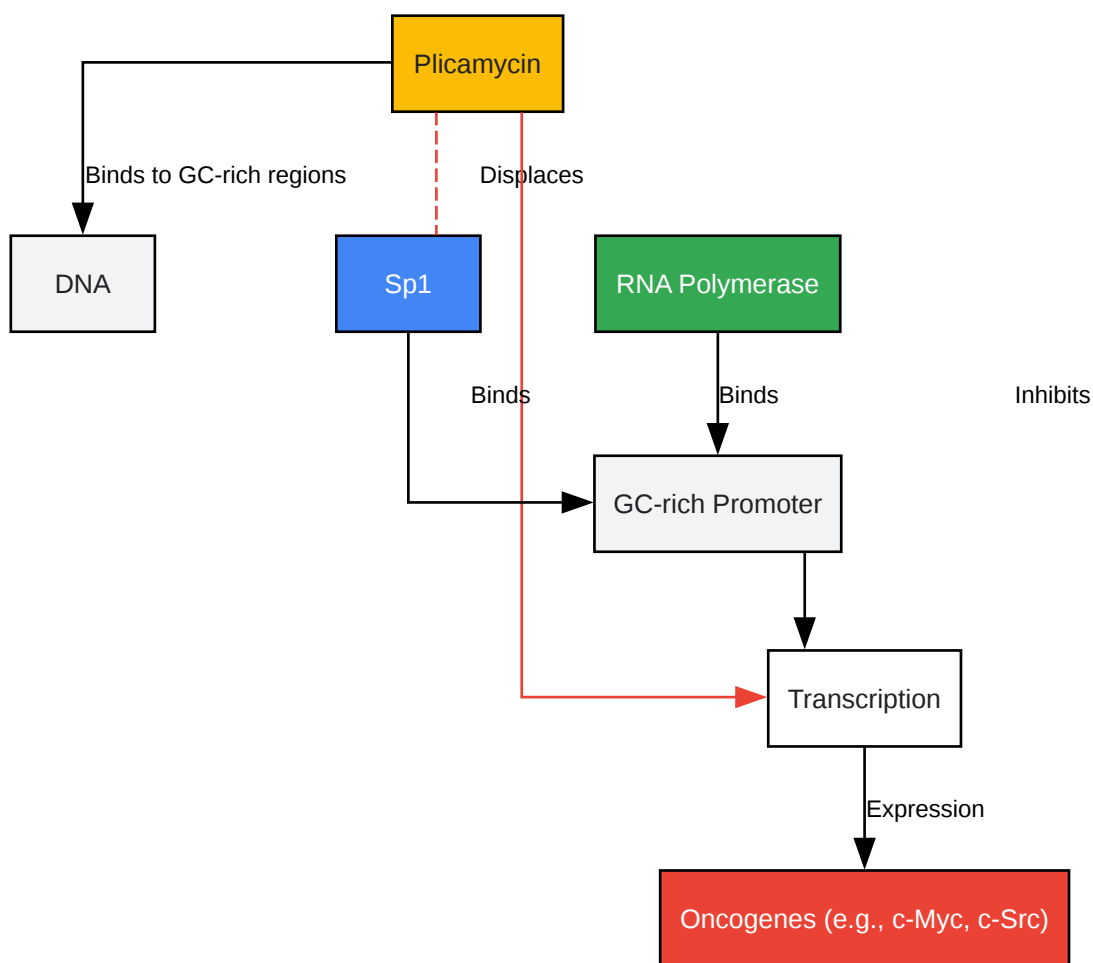 Plicamycin
Binds to GC-rich regions
Displaces
DNA
Sp1
RNA Polymerase
Binds
Binds
Inhibits
GC-rich Promoter
Transcription
Expression
Oncogenes (e.g., c-Myc, c-Src)